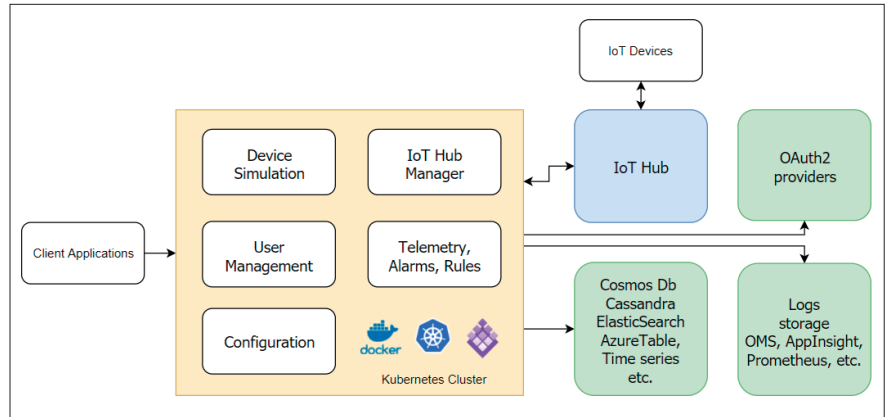 IoT Devices
Device
Simulation
IoT Hub
Manager
IoT Hub
OAuth2
providers
Client Applications
User
Management
Telemetry,
Alarms, Rules
Cosmos Db
Cassandra
ElasticSearch
AzureTable,
Time series
etc.
Logs
storage
OMS, AppInsight,
Prometheus, etc.
Configuration
docker
Kubernetes Cluster